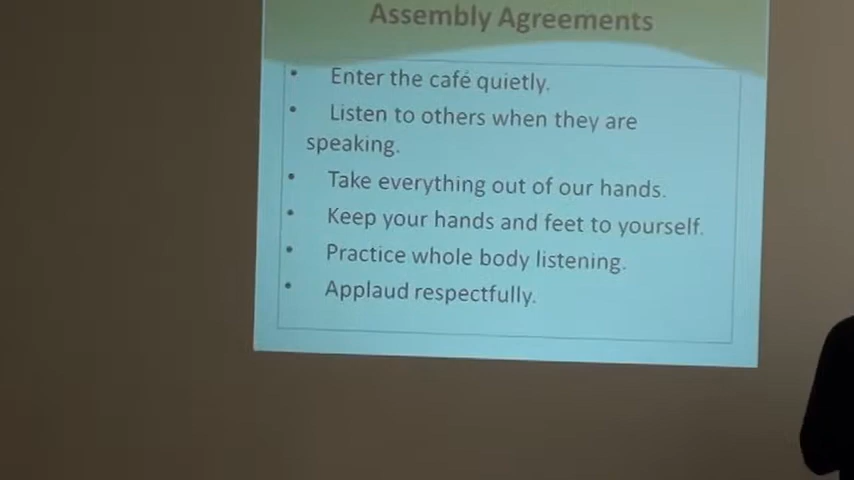 Assembly Agreements
• Enter the café quietly.
• Listen to others when they are
speaking.
• Take everything out of our hands.
• Keep your hands and feet to yourself.
• Practice whole body listening.
• Applaud respectfully.